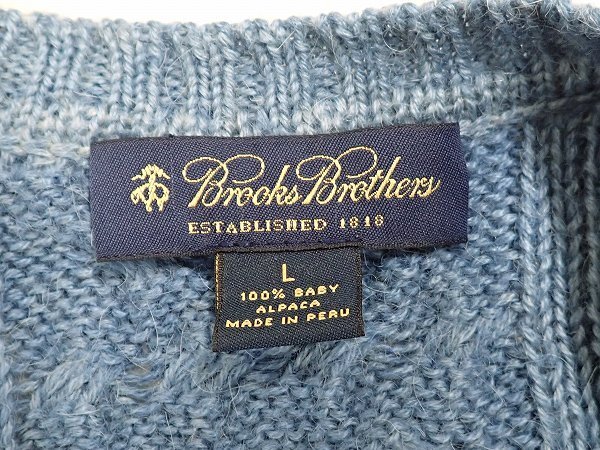 Brooks Brothers
ESTABLISHED 1818
L
100% BABY
ALPACA
MADE IN PERU